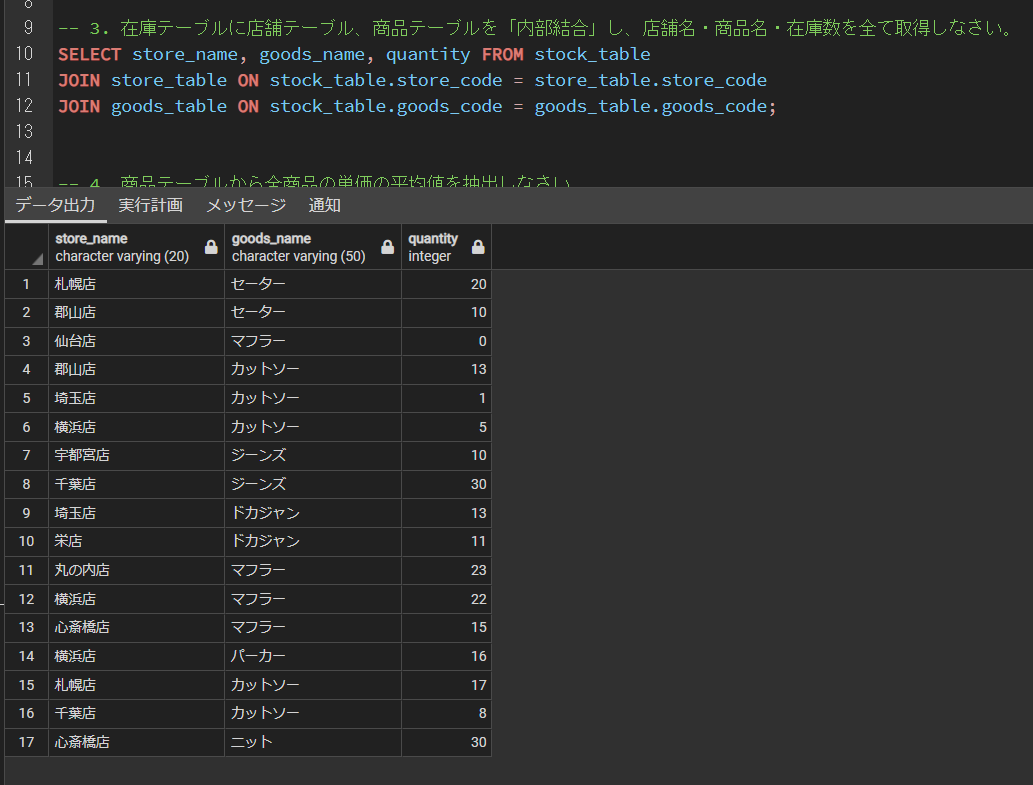 8
9 -- 3. 在庫テーブルに店舗テーブル、商品テーブルを「内部結合」し、店舗名・商品名・在庫数を全て取得しなさい。
10 SELECT store_name, goods_name, quantity FROM stock_table
11 JOIN store_table ON stock_table.store_code = store_table.store_code
12 JOIN goods_table ON stock_table.goods_code = goods_table.goods_code;
13
14
15 -- 4. 商品テーブルから全商品の単価の平均値を抽出しなさい
データ出力 実行計画 メッセージ 通知
store_name goods_name quantity
character varying (20) character varying (50) integer
1 札幌店 セーター 20
2 郡山店 セーター 10
3 仙台店 マフラー 0
4 郡山店 カットソー 13
5 埼玉店 カットソー 1
6 横浜店 カットソー 5
7 宇都宮店 ジーンズ 10
8 千葉店 ジーンズ 30
9 埼玉店 ドカジャン 13
10 栄店 ドカジャン 11
11 丸の内店 マフラー 23
12 横浜店 マフラー 22
13 心斎橋店 マフラー 15
14 横浜店 パーカー 16
15 札幌店 カットソー 17
16 千葉店 カットソー 8
17 心斎橋店 ニット 30